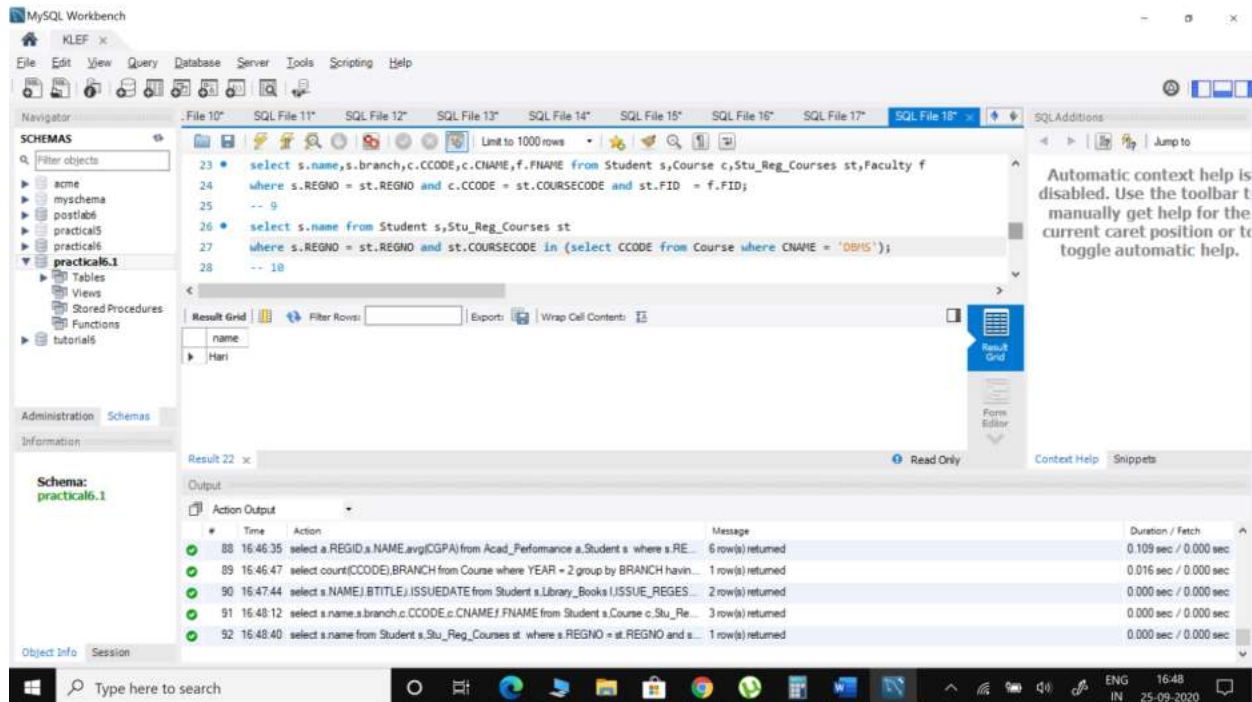 MySQL Workbench
KLEF
File Edit View Query Database Server Tools Scripting Help
Navigator
SCHEMAS
Filter objects
acme
myschema
postlab6
practical5
practical6
practical6.1
Tables
Views
Stored Procedures
Functions
tutorial6
Administration Schemas
Information
Schema:
practical6.1
Object Info Session
. File 10* SQL File 11* SQL File 12* SQL File 13* SQL File 14* SQL File 15* SQL File 16* SQL File 17* SQL File 18*
Limit to 1000 rows
23 select s.name,s.branch,c.CCODE,c.CNAME,f.FNAME from Student s,Course c,Stu_Reg_Courses st,Faculty f
24 where s.REGNO = st.REGNO and c.CCODE = st.COURSECODE and st.FID = f.FID;
25 -- 9
26 select s.name from Student s,Stu_Reg_Courses st
27 where s.REGNO = st.REGNO and st.COURSECODE in (select CCODE from Course where CNAME = 'DBMS');
28 -- 10
Result Grid Filter Rows: Export: Wrap Cell Content:
name
Hari
Result Grid
Form Editor
Result 22 Read Only
SQLAdditions
Jump to
Automatic context help is
disabled. Use the toolbar t
manually get help for the
current caret position or to
toggle automatic help.
Context Help Snippets
Output
Action Output
# Time Action Message Duration / Fetch
88 16:46:35 select a.REGID,s.NAME,avg(CGPA) from Acad_Performance a,Student s where s.RE... 6 row(s) returned 0.109 sec / 0.000 sec
89 16:46:47 select count(CCODE),BRANCH from Course where YEAR = 2 group by BRANCH havin... 1 row(s) returned 0.016 sec / 0.000 sec
90 16:47:44 select s.NAME,l.BTITLE,i.ISSUEDATE from Student s,Library_Books l,ISSUE_REGES... 2 row(s) returned 0.000 sec / 0.000 sec
91 16:48:12 select s.name,s.branch,c.CCODE,c.CNAME,f.FNAME from Student s,Course c,Stu_Re... 3 row(s) returned 0.000 sec / 0.000 sec
92 16:48:40 select s.name from Student s,Stu_Reg_Courses st where s.REGNO = st.REGNO and s... 1 row(s) returned 0.000 sec / 0.000 sec
Type here to search
ENG 16:48
IN 25-09-2020